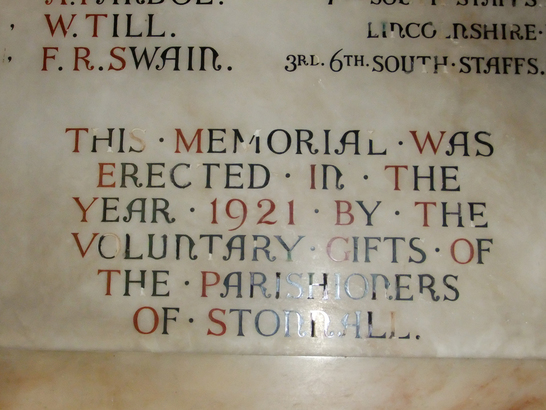 W. TILL. LINCOLNSHIRE.
F. R. SWAIN. 3RL. 6TH. SOUTH. STAFFS.
THIS · MEMORIAL · WAS
ERECTED · IN · THE
YEAR · 1921 · BY · THE
VOLUNTARY · GIFTS · OF
THE · PARISHIONERS
OF · STONNALL.